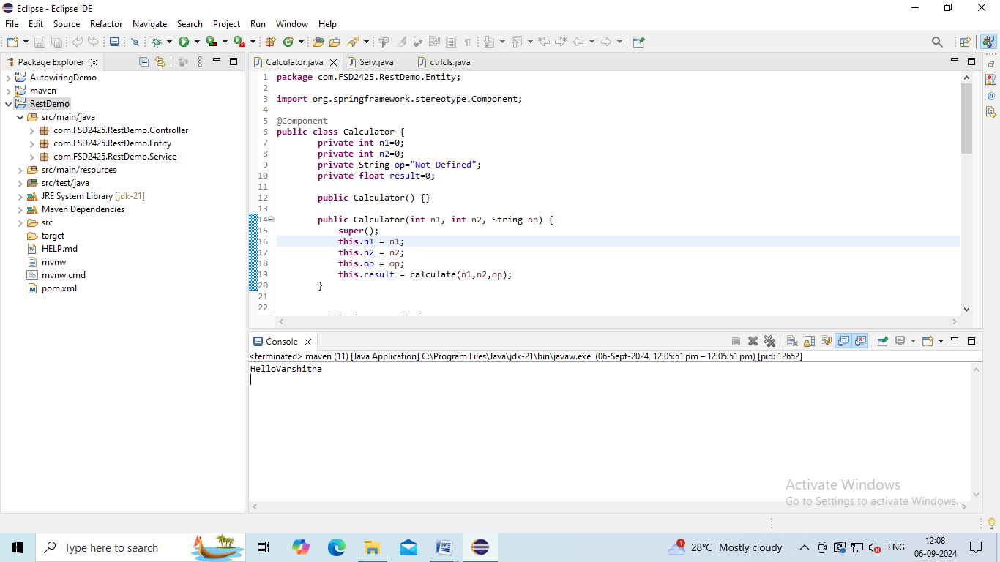 Eclipse - Eclipse IDE
File Edit Source Refactor Navigate Search Project Run Window Help
Package Explorer
AutowiringDemo
maven
RestDemo
src/main/java
com.FSD2425.RestDemo.Controller
com.FSD2425.RestDemo.Entity
com.FSD2425.RestDemo.Service
src/main/resources
src/test/java
JRE System Library [jdk-21]
Maven Dependencies
src
target
HELP.md
mvnw
mvnw.cmd
pom.xml
Calculator.java Serv.java ctrlcls.java
1 package com.FSD2425.RestDemo.Entity;
2
3 import org.springframework.stereotype.Component;
4
5 @Component
6 public class Calculator {
7 private int n1=0;
8 private int n2=0;
9 private String op="Not Defined";
10 private float result=0;
11
12 public Calculator() {}
13
14 public Calculator(int n1, int n2, String op) {
15 super();
16 this.n1 = n1;
17 this.n2 = n2;
18 this.op = op;
19 this.result = calculate(n1,n2,op);
20 }
21
22
Console
<terminated> maven (11) [Java Application] C:\Program Files\Java\jdk-21\bin\javaw.exe (06-Sept-2024, 12:05:51 pm – 12:05:51 pm) [pid: 12652]
HelloVarshitha
Activate Windows
Go to Settings to activate Windows.
Type here to search
1
28°C Mostly cloudy
ENG
12:08
06-09-2024